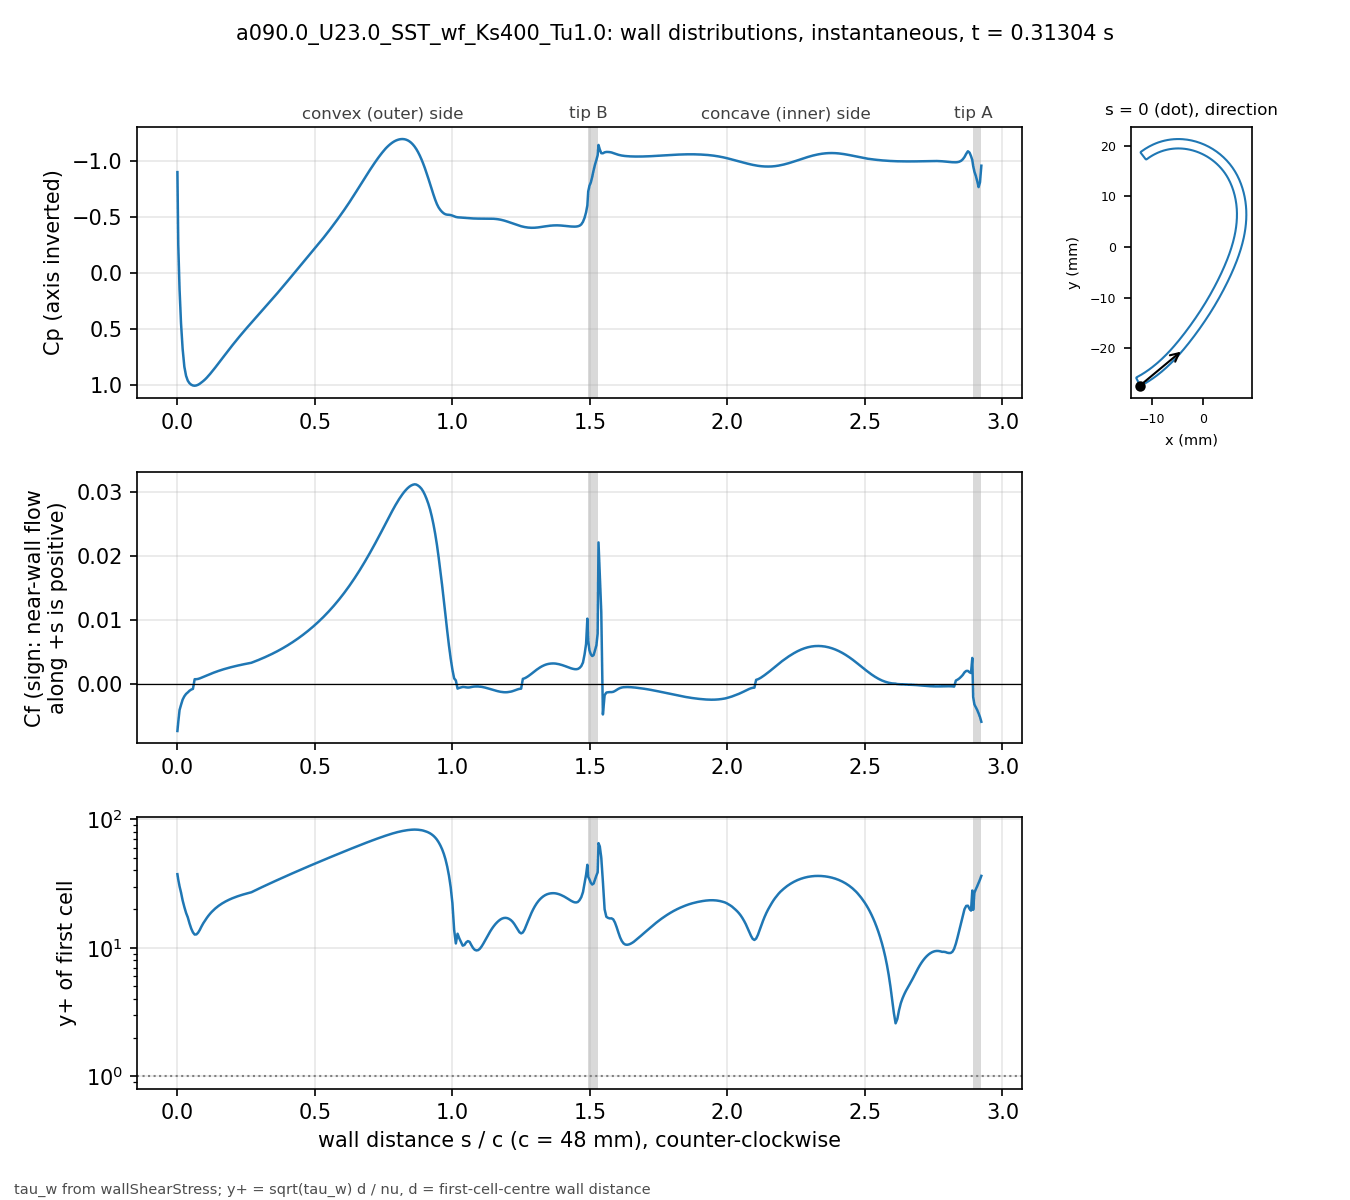 a090.0_U23.0_SST_wf_Ks400_Tu1.0: wall distributions, instantaneous, t = 0.31304 s
convex (outer) side
tip B
concave (inner) side
tip A
Cp (axis inverted)
−1.0
−0.5
0.0
0.5
1.0
0.0
0.5
1.0
1.5
2.0
2.5
3.0
s = 0 (dot), direction
y (mm)
20
10
0
−10
−20
−10
0
x (mm)
Cf (sign: near-wall flow
along +s is positive)
0.03
0.02
0.01
0.00
0.0
0.5
1.0
1.5
2.0
2.5
3.0
y+ of first cell
10²
10¹
10⁰
0.0
0.5
1.0
1.5
2.0
2.5
3.0
wall distance s / c (c = 48 mm), counter-clockwise
tau_w from wallShearStress; y+ = sqrt(tau_w) d / nu, d = first-cell-centre wall distance